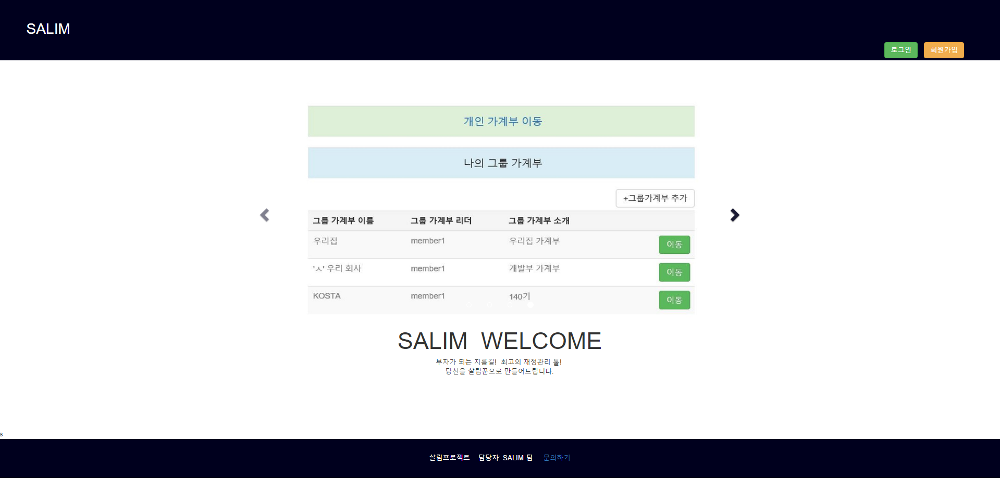 SALIM
로그인 회원가입
개인 가계부 이동
나의 그룹 가계부
+그룹가계부 추가
그룹 가계부 이름 그룹 가계부 리더 그룹 가계부 소개
우리집 member1 우리집 가계부 이동
'ㅅ' 우리 회사 member1 개발부 가계부 이동
KOSTA member1 140기 이동
SALIM WELCOME
부자가 되는 지름길! 최고의 재정관리 툴!
당신을 살림꾼으로 만들어드립니다.
s
살림프로젝트 담당자: SALIM 팀 문의하기